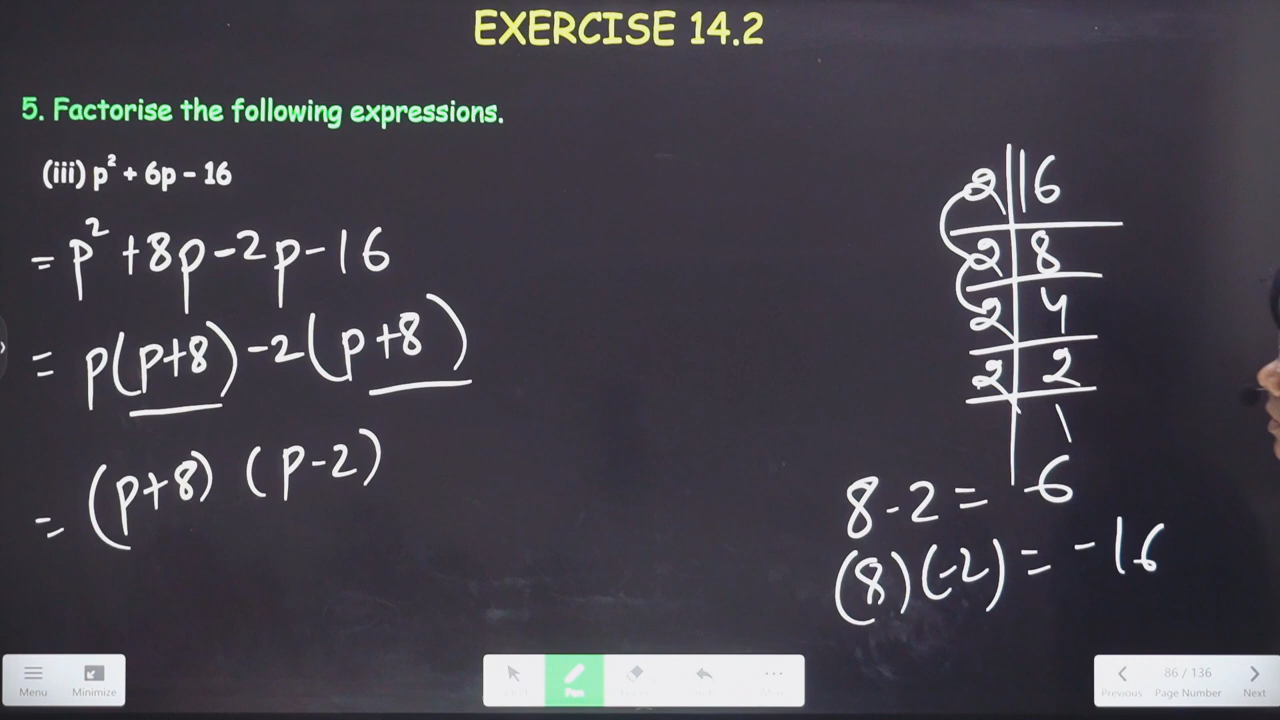 EXERCISE 14.2
5. Factorise the following expressions.
(iii) p² + 6p - 16
= p² +8p-2p-16
= p(p+8)-2(p+8)
= (p+8) (p-2)
2 | 16
2 | 8
2 | 4
2 | 2
1
8-2= 6
(8)(-2)= -16
Menu
Minimize
Pen
86 / 136
Previous
Page Number
Next